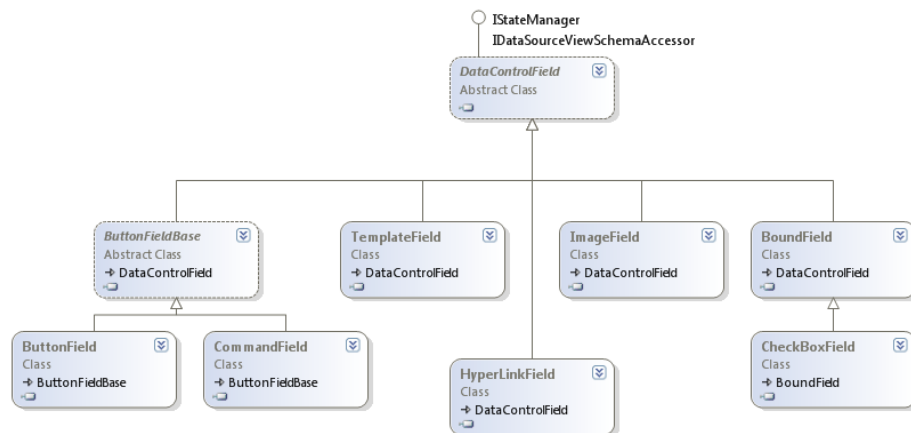 IStateManager
IDataSourceViewSchemaAccessor
DataControlField
Abstract Class
ButtonFieldBase
Abstract Class
DataControlField
TemplateField
Class
DataControlField
ImageField
Class
DataControlField
BoundField
Class
DataControlField
ButtonField
Class
ButtonFieldBase
CommandField
Class
ButtonFieldBase
HyperLinkField
Class
DataControlField
CheckBoxField
Class
BoundField